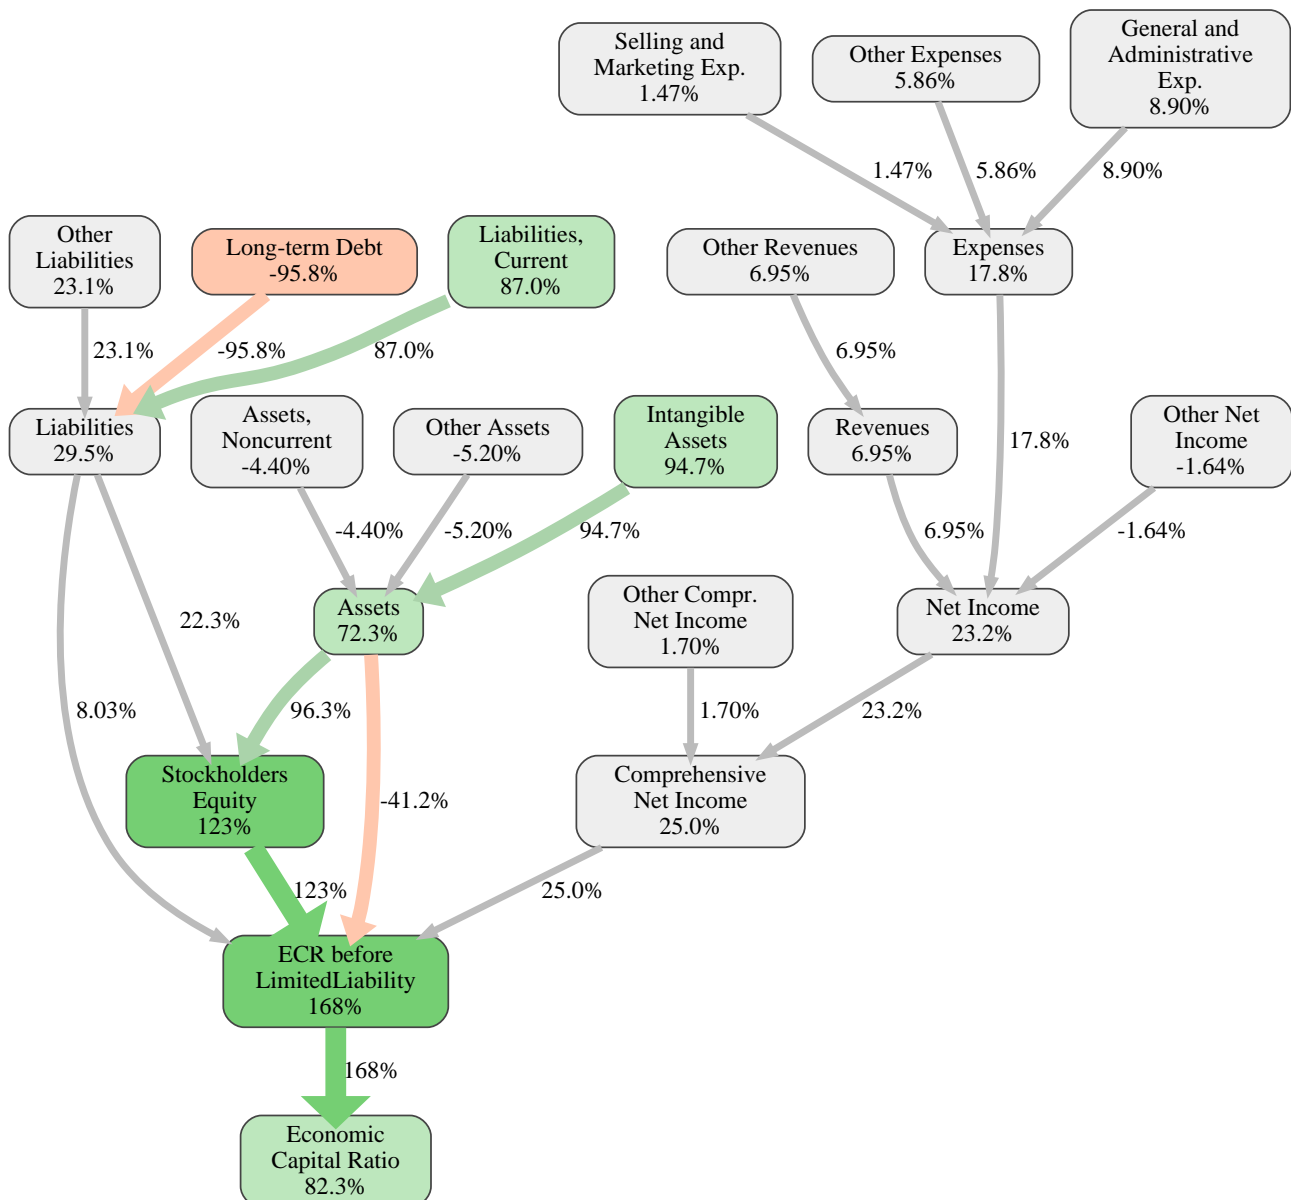 Selling and
Marketing Exp.
1.47%
Other Expenses
5.86%
General and
Administrative
Exp.
8.90%
1.47%
5.86%
8.90%
Other
Liabilities
23.1%
Long-term Debt
-95.8%
Liabilities,
Current
87.0%
Other Revenues
6.95%
Expenses
17.8%
23.1%
-95.8%
87.0%
6.95%
17.8%
Liabilities
29.5%
Assets,
Noncurrent
-4.40%
Other Assets
-5.20%
Intangible
Assets
94.7%
Revenues
6.95%
Other Net
Income
-1.64%
-4.40%
-5.20%
94.7%
6.95%
-1.64%
22.3%
Assets
72.3%
Other Compr.
Net Income
1.70%
Net Income
23.2%
8.03%
96.3%
1.70%
23.2%
Stockholders
Equity
123%
-41.2%
Comprehensive
Net Income
25.0%
123%
25.0%
ECR before
LimitedLiability
168%
168%
Economic
Capital Ratio
82.3%